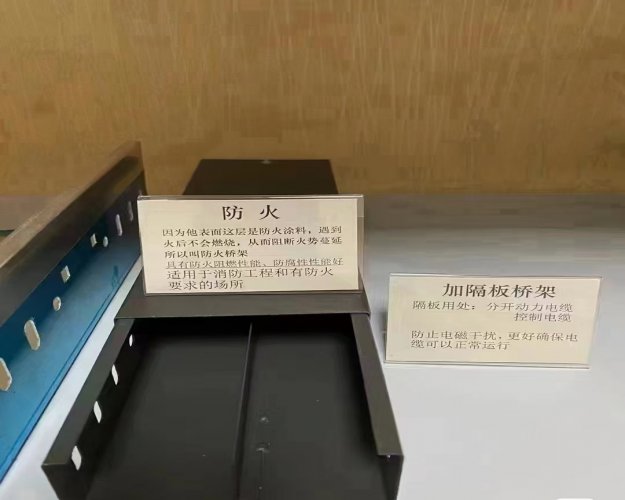 防火
因为他表面这层是防火涂料，遇到
火后不会燃烧，从而阻断火势蔓延
所以叫防火桥架
具有防火阻燃性能、防腐性性能好
适用于消防工程和有防火
要求的场所
加隔板桥架
隔板用处：分开动力电缆
控制电缆
防止电磁干扰，更好确保电
缆可以正常运行